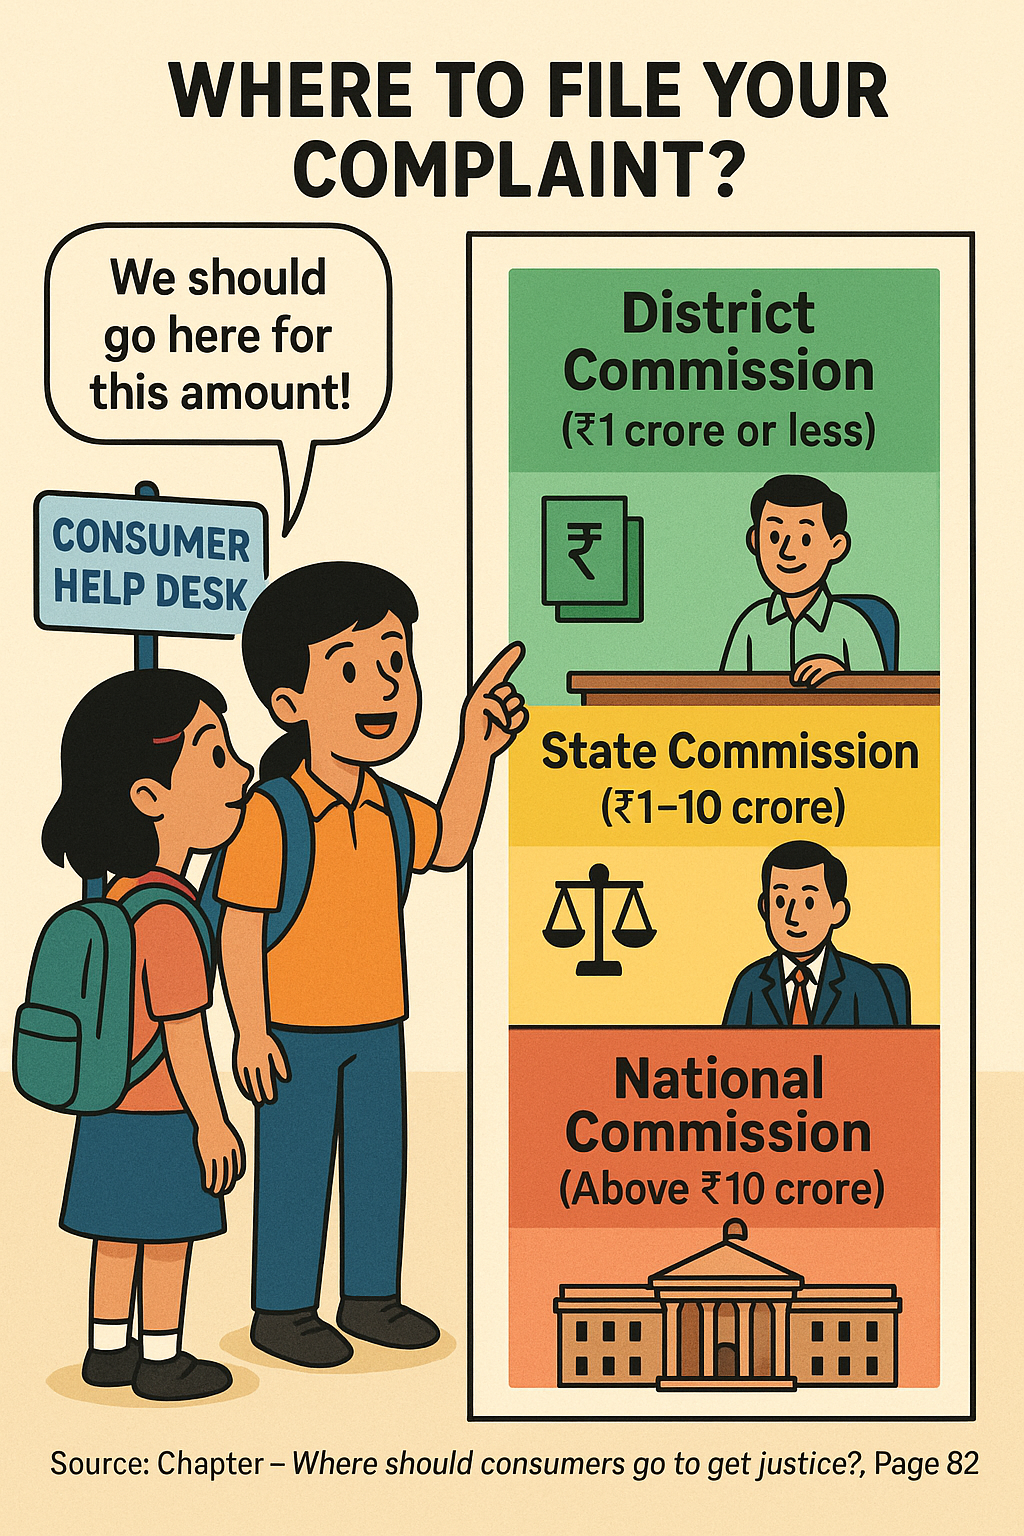 WHERE TO FILE YOUR
COMPLAINT?
We should
go here for
this amount!
CONSUMER
HELP DESK
District
Commission
(₹1 crore or less)
₹
State Commission
(₹1–10 crore)
National
Commission
(Above ₹10 crore)
Source: Chapter – Where should consumers go to get justice?, Page 82